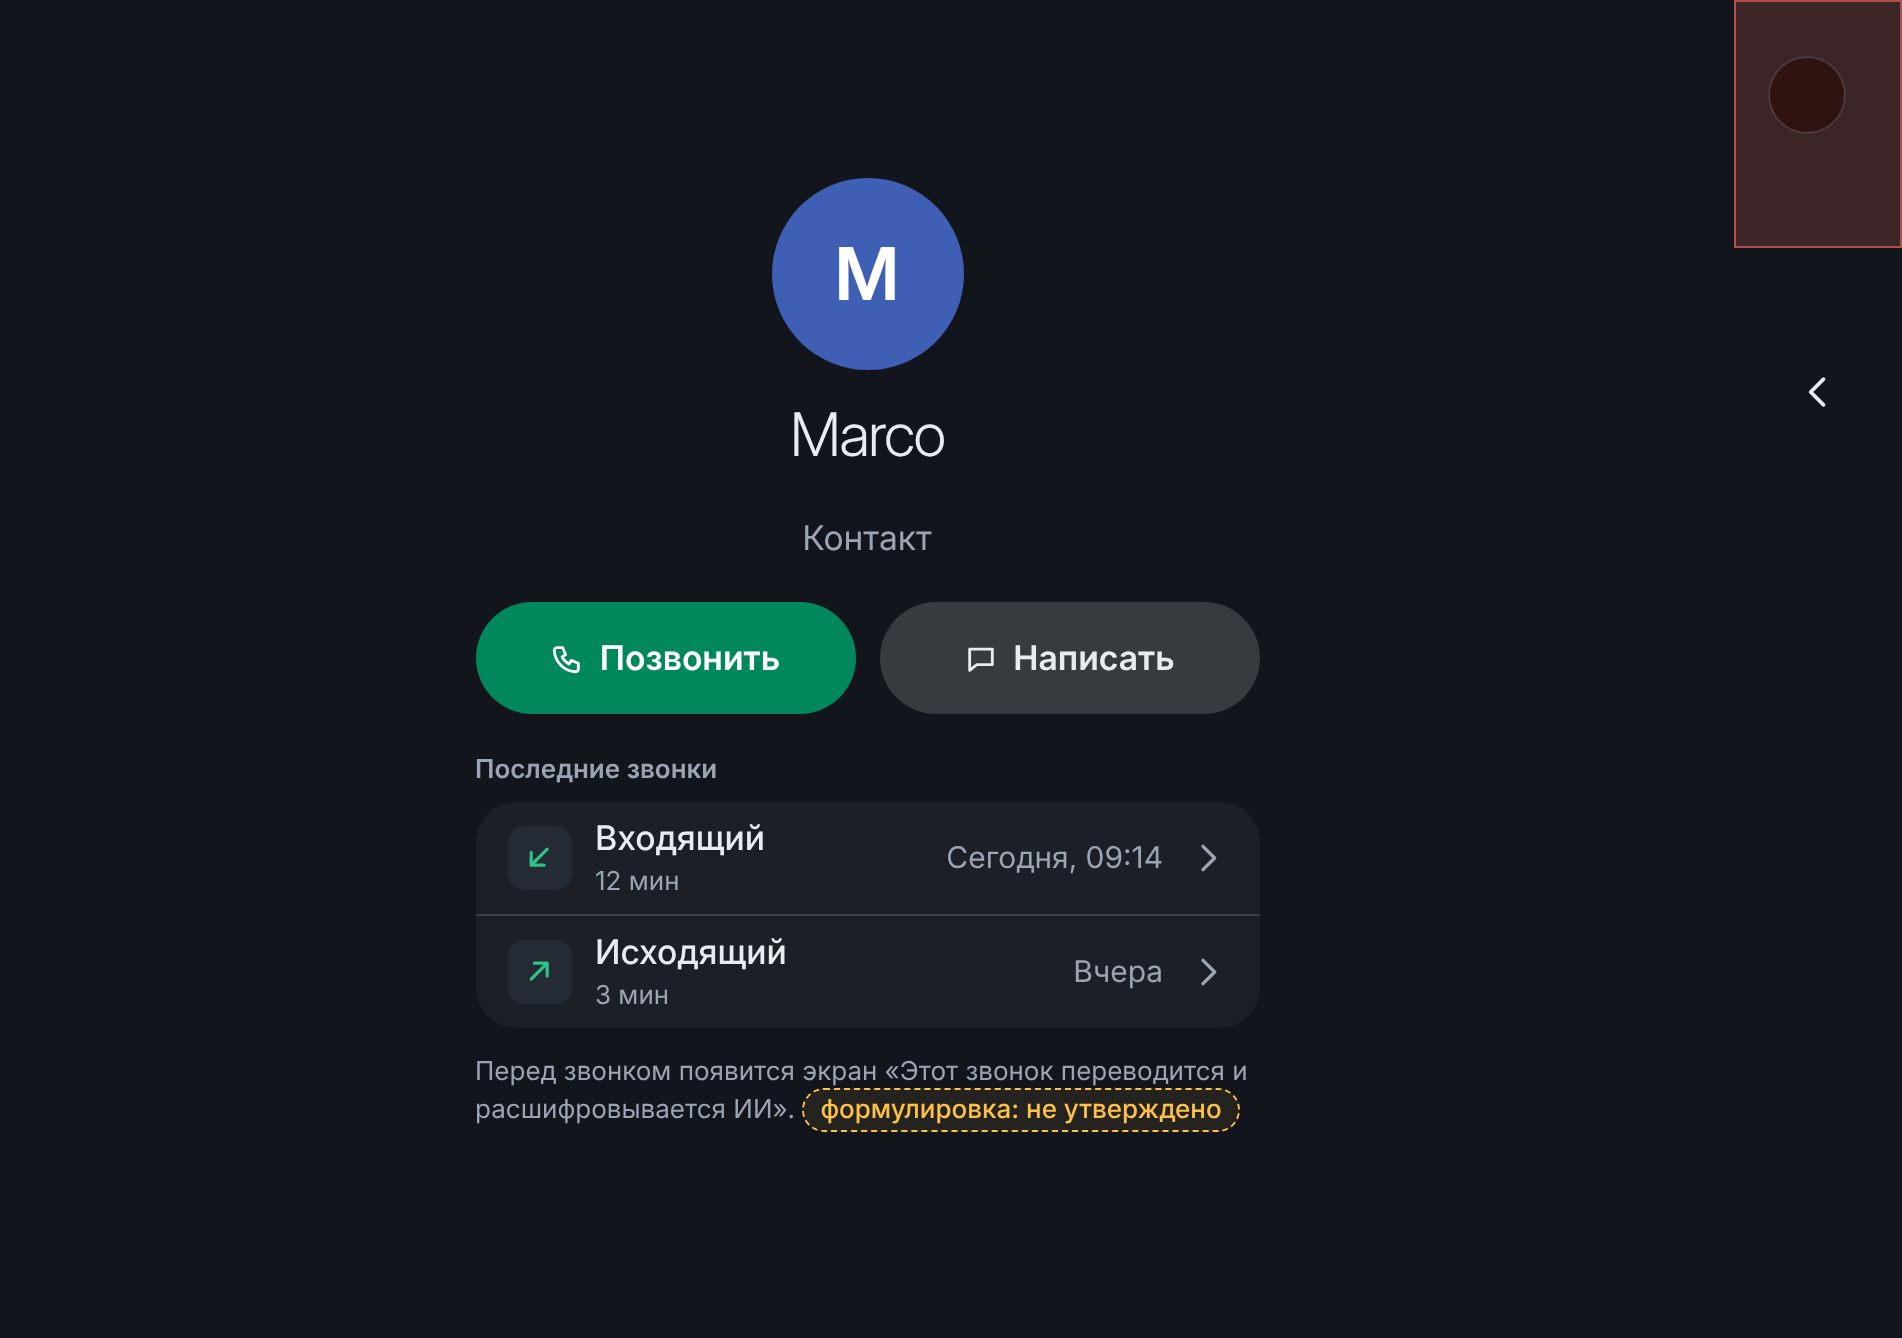 M
Marco
Контакт
Позвонить
Написать
Последние звонки
Входящий
12 мин
Сегодня, 09:14
Исходящий
3 мин
Вчера
Перед звонком появится экран «Этот звонок переводится и
расшифровывается ИИ». формулировка: не утверждено